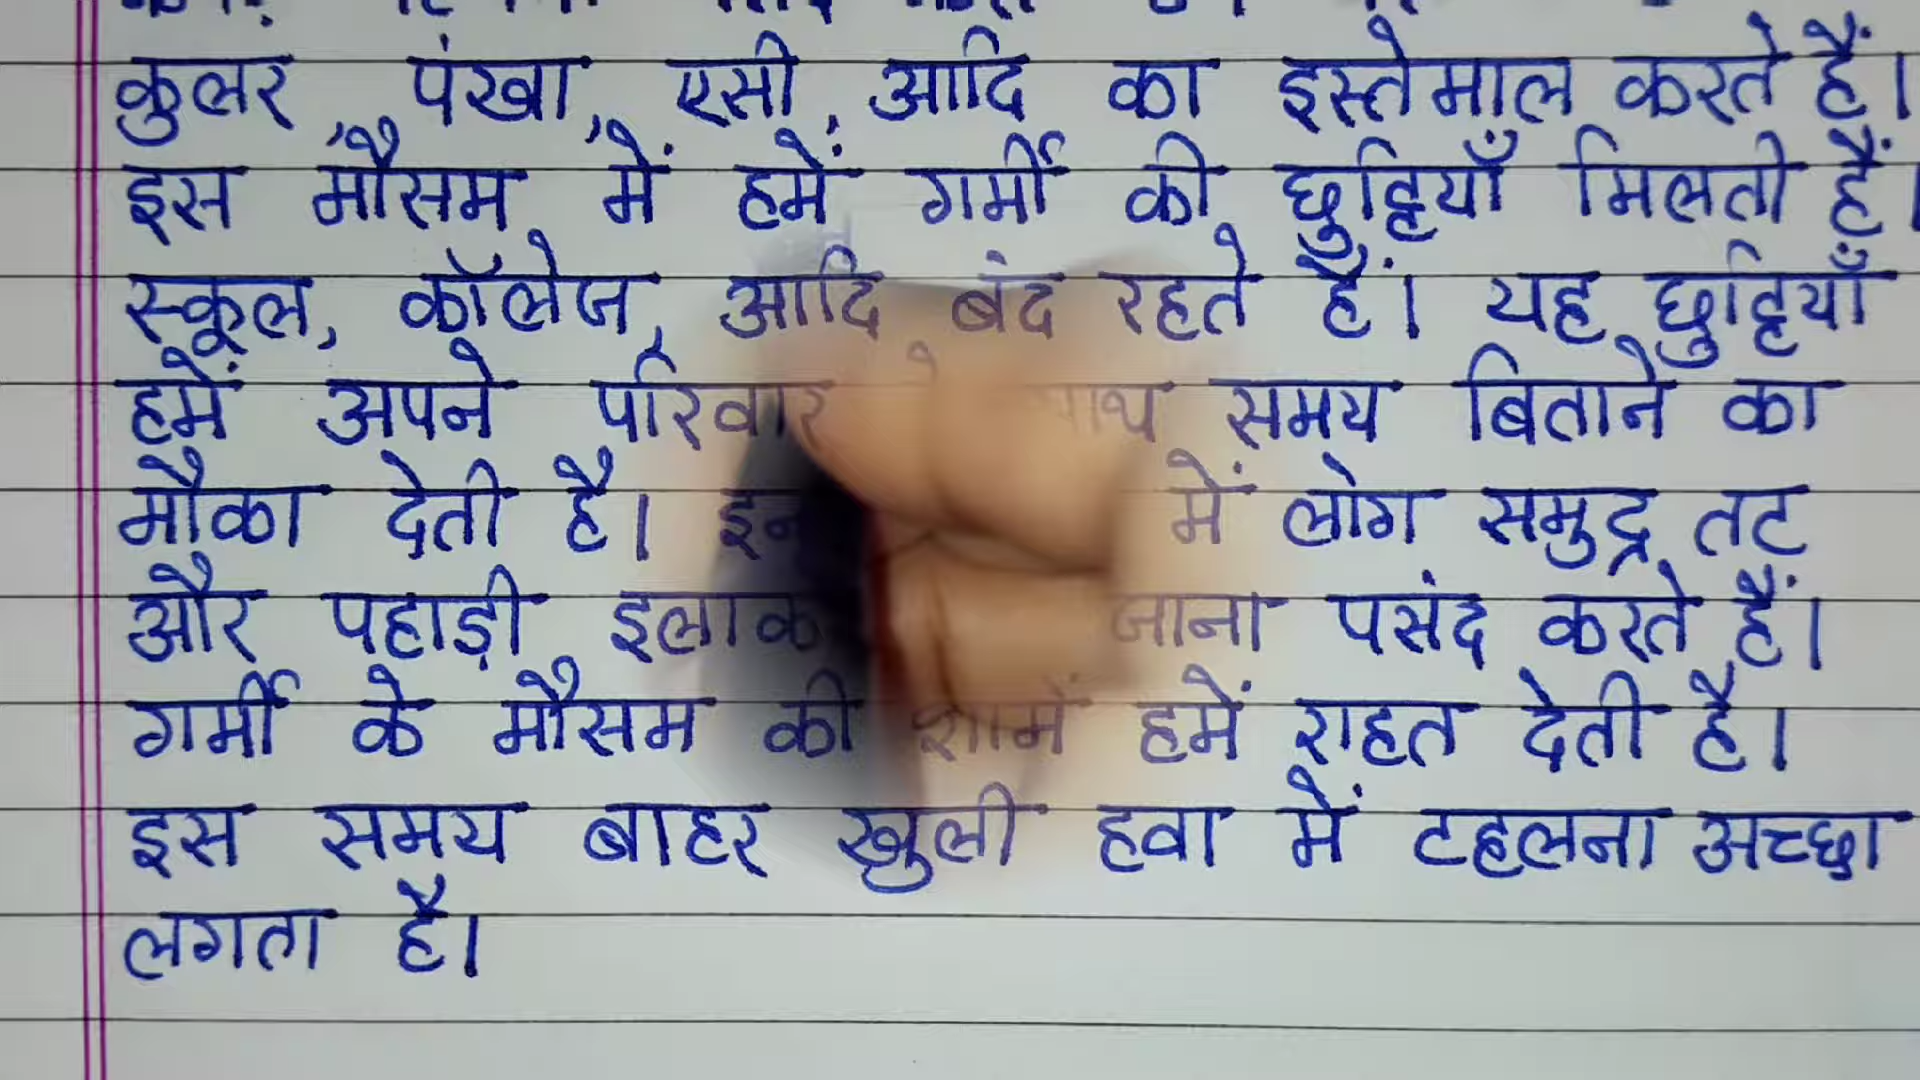 कुलर, पंखा, एसी, आदि का इस्तेमाल करते हैं।
इस मौसम में हमें गर्मी की छुट्टियाँ मिलती हैं।
स्कूल, कॉलेज, आदि बंद रहते हैं। यह छुट्टियाँ
हमें अपने परिवार साथ समय बिताने का
मौका देती है। में लोग समुद्र तट
और पहाड़ी जाना पसंद करते हैं।
गर्मी के मौसम की शामें हमें राहत देती है।
इस समय बाहर खुली हवा में टहलना अच्छा
लगता है।